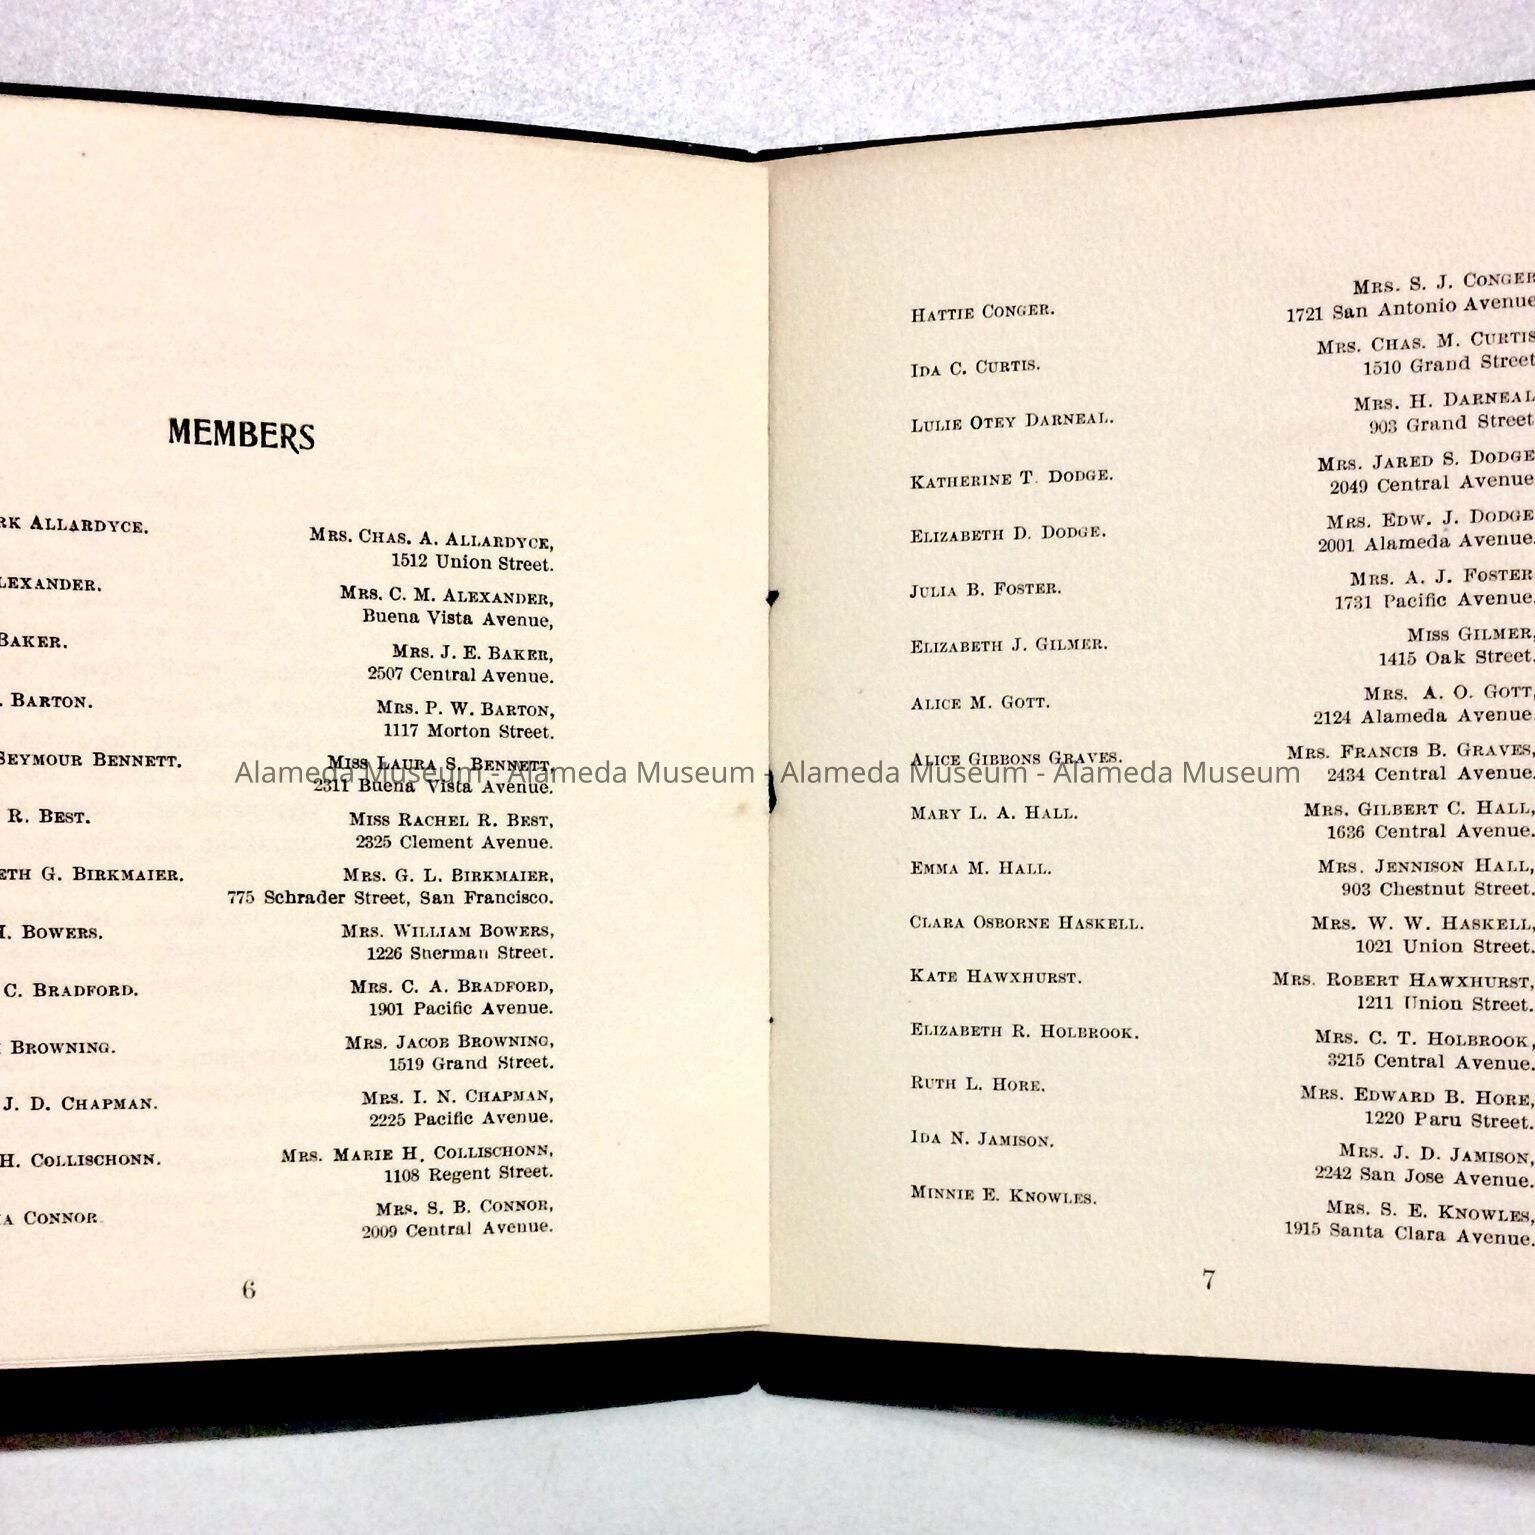 MEMBERS
RK ALLARDYCE.
MRS. CHAS. A. ALLARDYCE,
1512 Union Street.
LEXANDER.
MRS. C. M. ALEXANDER,
Buena Vista Avenue,
BAKER.
MRS. J. E. BAKER,
2507 Central Avenue.
. BARTON.
MRS. P. W. BARTON,
1117 Morton Street.
SEYMOUR BENNETT.
MISS LAURA S. BENNETT,
2311 Buena Vista Avenue.
R. BEST.
MISS RACHEL R. BEST,
2325 Clement Avenue.
ETH G. BIRKMAIER.
MRS. G. L. BIRKMAIER,
775 Schrader Street, San Francisco.
H. BOWERS.
MRS. WILLIAM BOWERS,
1226 Sherman Street.
C. BRADFORD.
MRS. C. A. BRADFORD,
1901 Pacific Avenue.
BROWNING.
MRS. JACOB BROWNING,
1519 Grand Street.
J. D. CHAPMAN.
MRS. I. N. CHAPMAN,
2225 Pacific Avenue.
H. COLLISCHONN.
MRS. MARIE H. COLLISCHONN,
1108 Regent Street.
A CONNOR.
MRS. S. B. CONNOR,
2009 Central Avenue.
6
HATTIE CONGER.
MRS. S. J. CONGER
1721 San Antonio Avenue
IDA C. CURTIS.
MRS. CHAS. M. CURTIS
1510 Grand Street
LULIE OTEY DARNEAL.
MRS. H. DARNEAL
903 Grand Street
KATHERINE T. DODGE.
MRS. JARED S. DODGE
2049 Central Avenue
ELIZABETH D. DODGE.
MRS. EDW. J. DODGE
2001 Alameda Avenue.
JULIA B. FOSTER.
MRS. A. J. FOSTER
1731 Pacific Avenue.
ELIZABETH J. GILMER.
MISS GILMER,
1415 Oak Street.
ALICE M. GOTT.
MRS. A. O. GOTT,
2124 Alameda Avenue.
ALICE GIBBONS GRAVES.
MRS. FRANCIS B. GRAVES,
2434 Central Avenue.
MARY L. A. HALL.
MRS. GILBERT C. HALL,
1636 Central Avenue.
EMMA M. HALL.
MRS. JENNISON HALL,
903 Chestnut Street.
CLARA OSBORNE HASKELL.
MRS. W. W. HASKELL,
1021 Union Street.
KATE HAWXHURST.
MRS. ROBERT HAWXHURST,
1211 Union Street.
ELIZABETH R. HOLBROOK.
MRS. C. T. HOLBROOK,
3215 Central Avenue.
RUTH L. HORE.
MRS. EDWARD B. HORE,
1220 Paru Street.
IDA N. JAMISON.
MRS. J. D. JAMISON,
2242 San Jose Avenue.
MINNIE E. KNOWLES.
MRS. S. E. KNOWLES,
1915 Santa Clara Avenue.
7
Alameda Museum - Alameda Museum - Alameda Museum - Alameda Museum